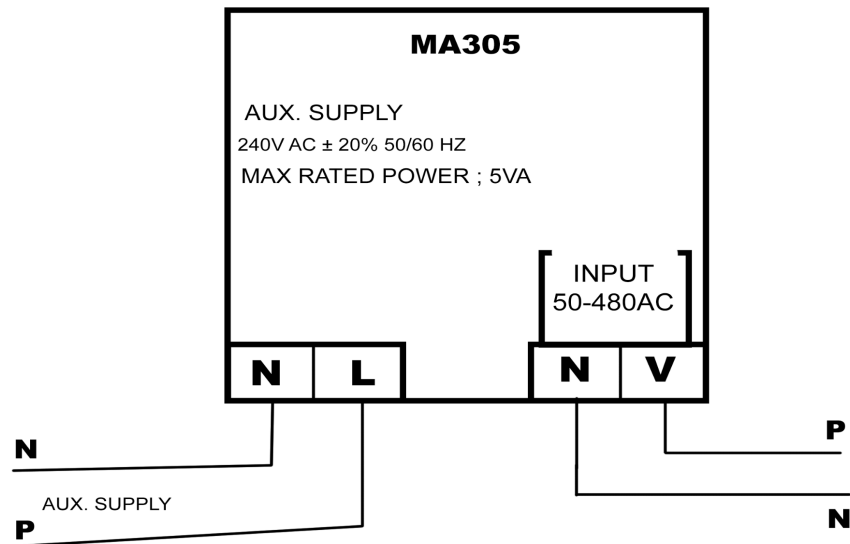 MA305
AUX. SUPPLY
240V AC ± 20% 50/60 HZ
MAX RATED POWER ; 5VA
INPUT
50-480AC
N L N V
N
AUX. SUPPLY
P
P
N